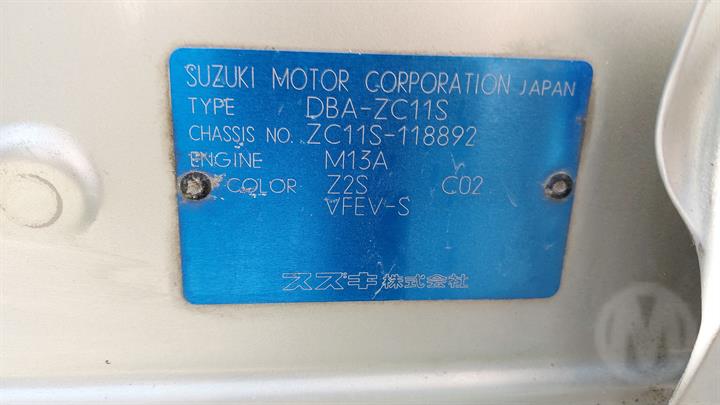 SUZUKI MOTOR CORPORATION JAPAN
TYPE DBA-ZC11S
CHASSIS NO. ZC11S-118892
ENGINE M13A
COLOR Z2S C02
VFEV-S
スズキ株式会社
M